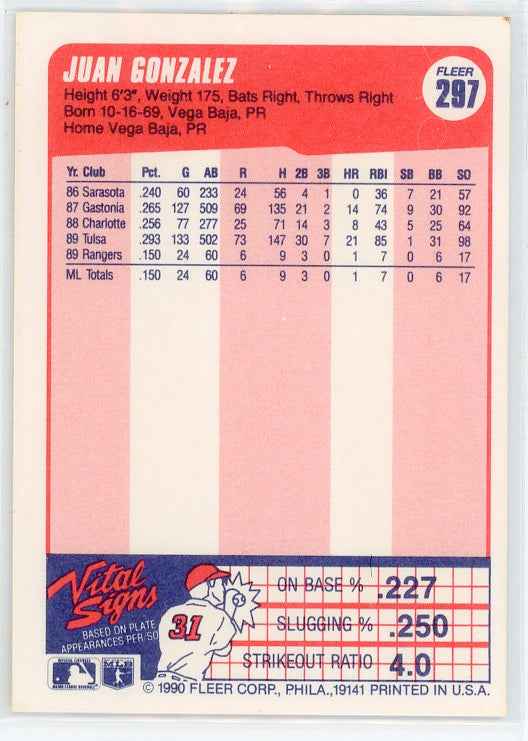 JUAN GONZALEZ
FLEER
297
Height 6'3", Weight 175, Bats Right, Throws Right
Born 10-16-69, Vega Baja, PR
Home Vega Baja, PR
Yr. Club Pct. G AB R H 2B 3B HR RBI SB BB SO
86 Sarasota .240 60 233 24 56 4 1 0 36 7 21 57
87 Gastonia .265 127 509 69 135 21 2 14 74 9 30 92
88 Charlotte .256 77 277 25 71 14 3 8 43 5 25 64
89 Tulsa .293 133 502 73 147 30 7 21 85 1 31 98
89 Rangers .150 24 60 6 9 3 0 1 7 0 6 17
ML Totals .150 24 60 6 9 3 0 1 7 0 6 17
Vital
Signs
BASED ON PLATE
APPEARANCES PER/SO
31
ON BASE % .227
SLUGGING % .250
STRIKEOUT RATIO 4.0
© 1990 FLEER CORP., PHILA., 19141 PRINTED IN U.S.A.